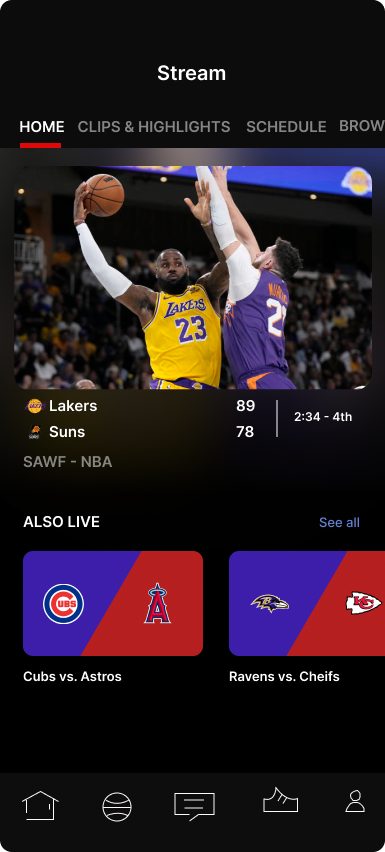 Stream
HOME CLIPS & HIGHLIGHTS SCHEDULE BROW
LAKERS
23
Lakers 89
Suns 78
2:34 - 4th
SAWF - NBA
ALSO LIVE See all
CUBS
A
Cubs vs. Astros Ravens vs. Cheifs